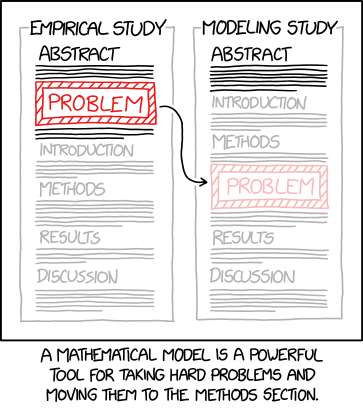 EMPIRICAL STUDY
ABSTRACT
PROBLEM
INTRODUCTION
METHODS
RESULTS
DISCUSSION
MODELING STUDY
ABSTRACT
INTRODUCTION
METHODS
PROBLEM
RESULTS
DISCUSSION
A MATHEMATICAL MODEL IS A POWERFUL
TOOL FOR TAKING HARD PROBLEMS AND
MOVING THEM TO THE METHODS SECTION.